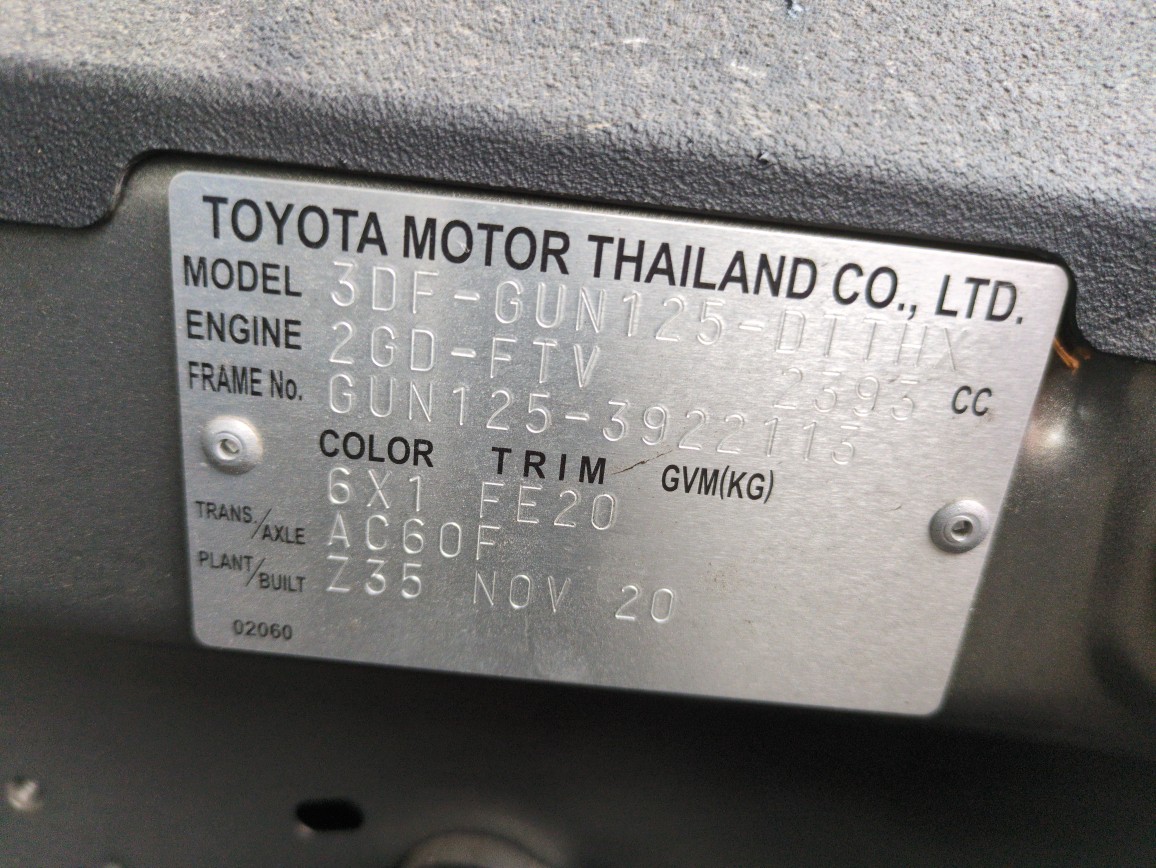 TOYOTA MOTOR THAILAND CO., LTD.
MODEL 3DF-GUN125-DTTHX
ENGINE 2GD-FTV 2393 CC
FRAME No. GUN125-3922113
COLOR TRIM GVM(KG)
6X1 FE20
TRANS./AXLE AC60F
PLANT/BUILT Z35 NOV 20
02060